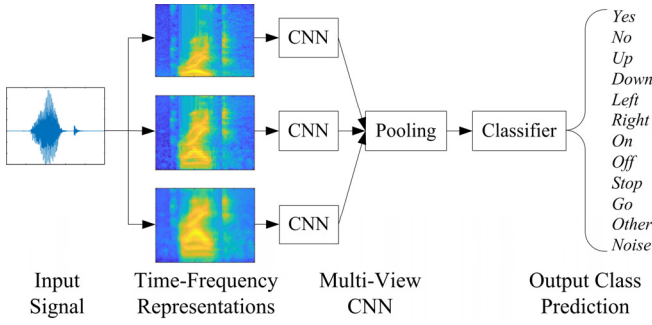 CNN
CNN
CNN
Pooling
Classifier
Yes
No
Up
Down
Left
Right
On
Off
Stop
Go
Other
Noise
Input
Signal
Time-Frequency
Representations
Multi-View
CNN
Output Class
Prediction